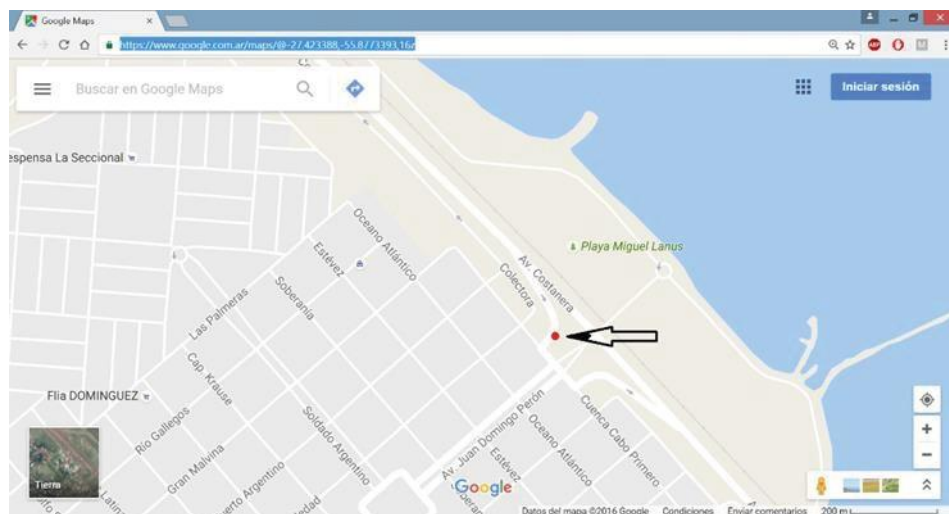 Google Maps
https://www.google.com.ar/maps/@-27.423388,-55.8773393,16z
Buscar en Google Maps
Iniciar sesión
espensa La Seccional
Oceano Atlántico
Estévez
Soberanía
Las Palmeras
Colectora
Av. Costanera
Playa Miguel Lanus
Cap. Krause
Flia DOMINGUEZ
Río Gallegos
Gran Malvina
Soldado Argentino
Av. Juan Domingo Perón
Cuenca Cabo Primero
Oceano Atlántico
Estévez
Tierra
Google
Datos del mapa ©2016 Google
Condiciones
Enviar comentarios
200 m